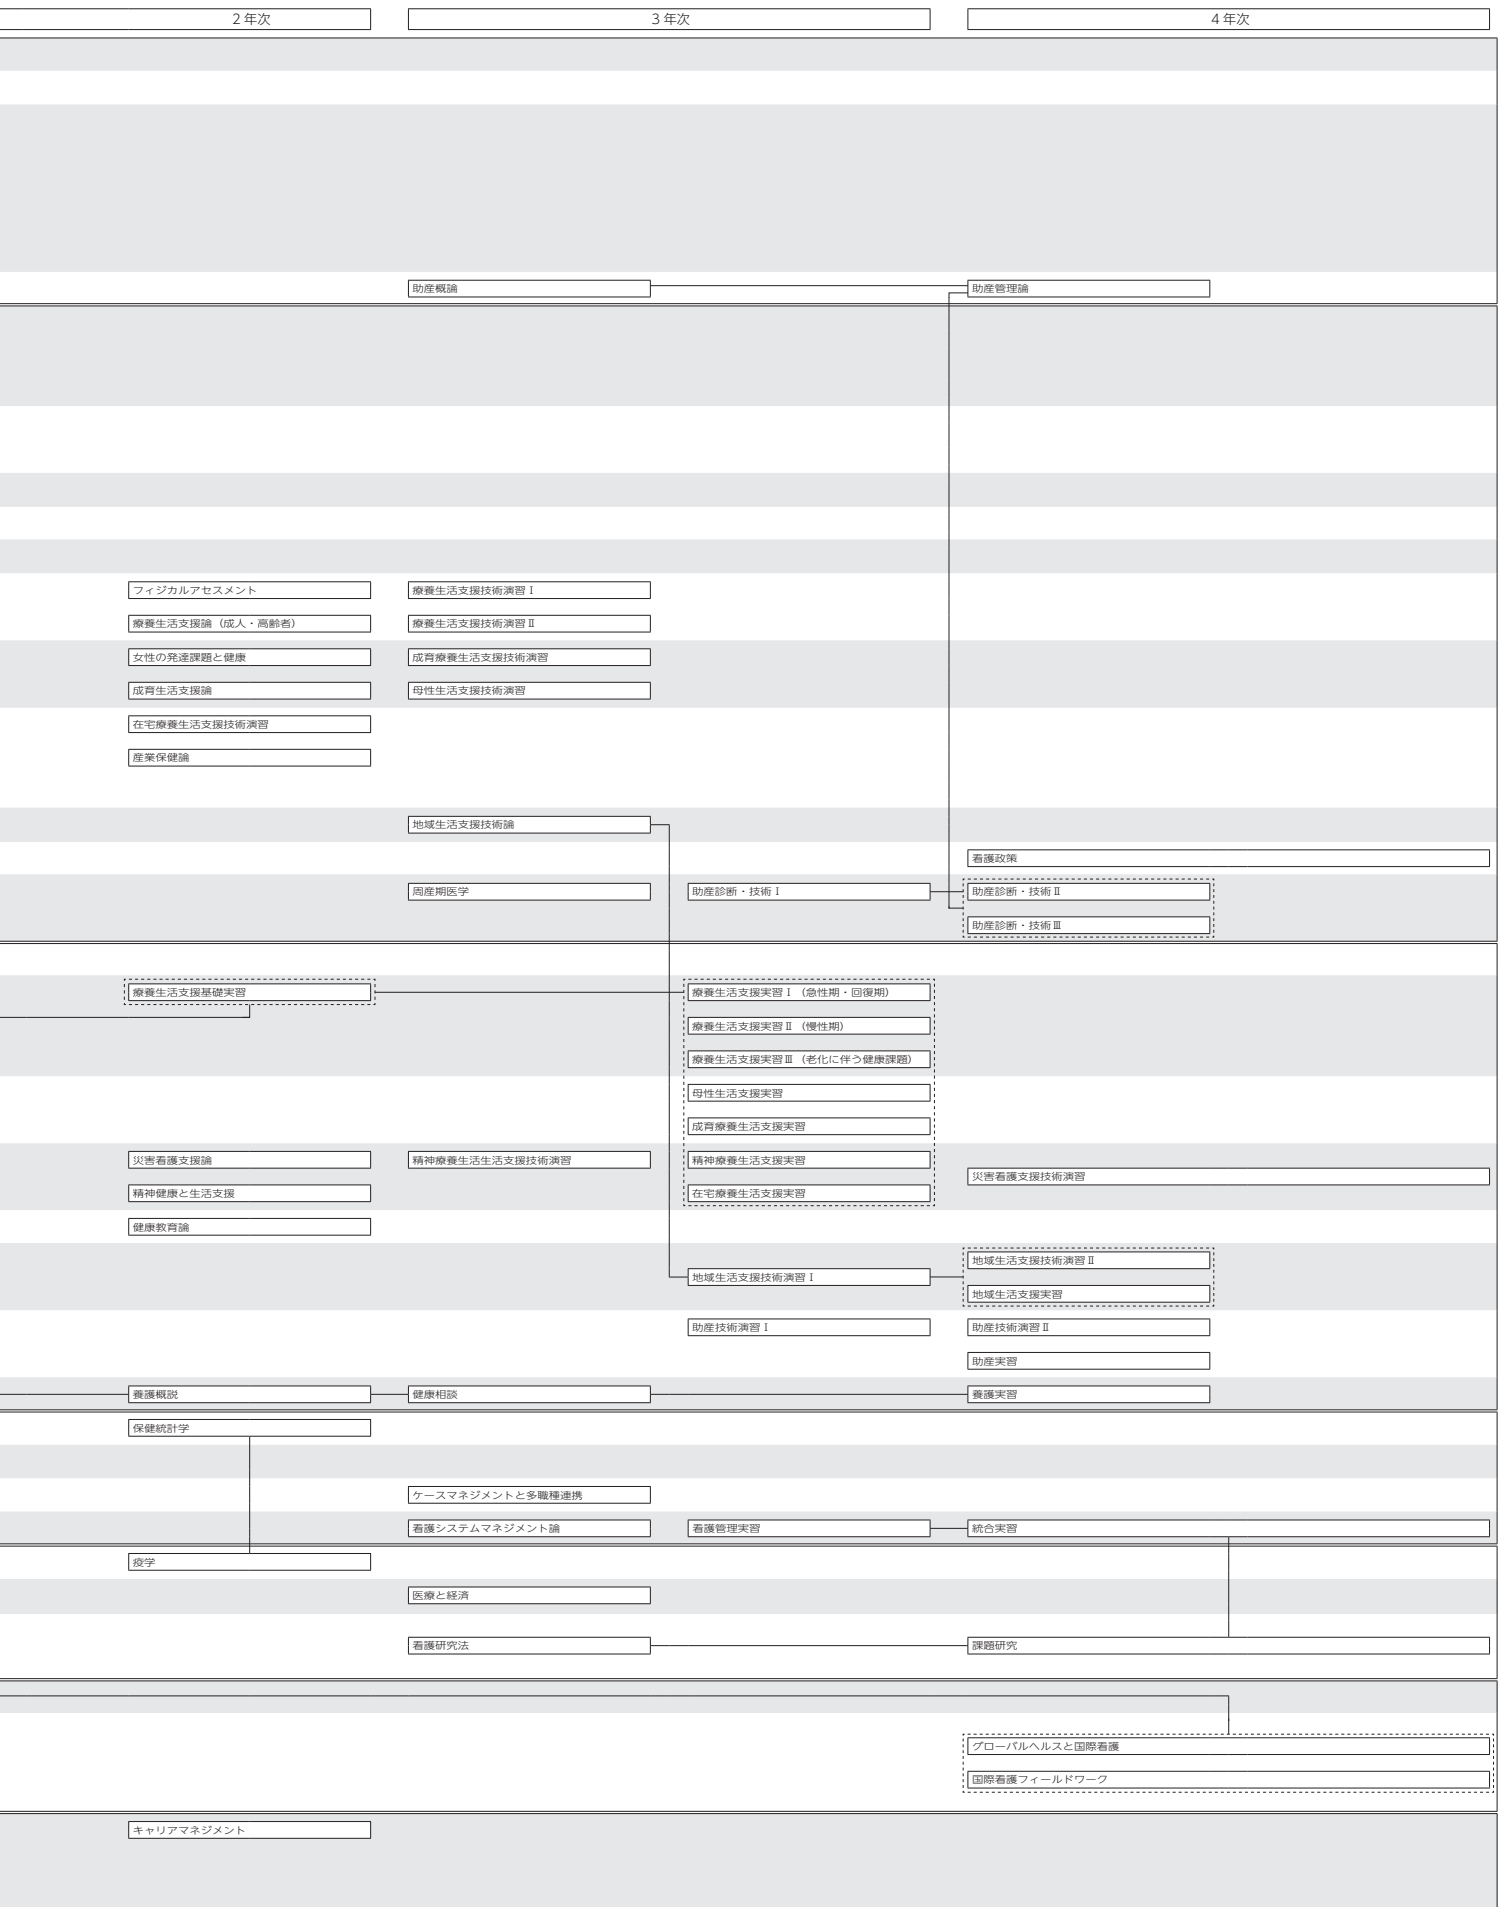 2 年次
3 年次
4 年次
助産概論
助産管理論
フィジカルアセスメント
療養生活支援技術演習Ⅰ
療養生活支援論（成人・高齢者）
療養生活支援技術演習Ⅱ
女性の発達課題と健康
成育療養生活支援技術演習
成育生活支援論
母性生活支援技術演習
在宅療養生活支援技術演習
産業保健論
地域生活支援技術論
看護政策
周産期医学
助産診断・技術Ⅰ
助産診断・技術Ⅱ
助産診断・技術Ⅲ
療養生活支援基礎実習
療養生活支援実習Ⅰ（急性期・回復期）
療養生活支援実習Ⅱ（慢性期）
療養生活支援実習Ⅲ（老化に伴う健康課題）
母性生活支援実習
成育療養生活支援実習
災害看護支援論
精神療養生活生活支援技術演習
精神療養生活支援実習
災害看護支援技術演習
精神健康と生活支援
在宅療養生活支援実習
健康教育論
地域生活支援技術演習Ⅱ
地域生活支援技術演習Ⅰ
地域生活支援実習
助産技術演習Ⅰ
助産技術演習Ⅱ
助産実習
養護概説
健康相談
養護実習
保健統計学
ケースマネジメントと多職種連携
看護システムマネジメント論
看護管理実習
統合実習
疫学
医療と経済
看護研究法
課題研究
グローバルヘルスと国際看護
国際看護フィールドワーク
キャリアマネジメント